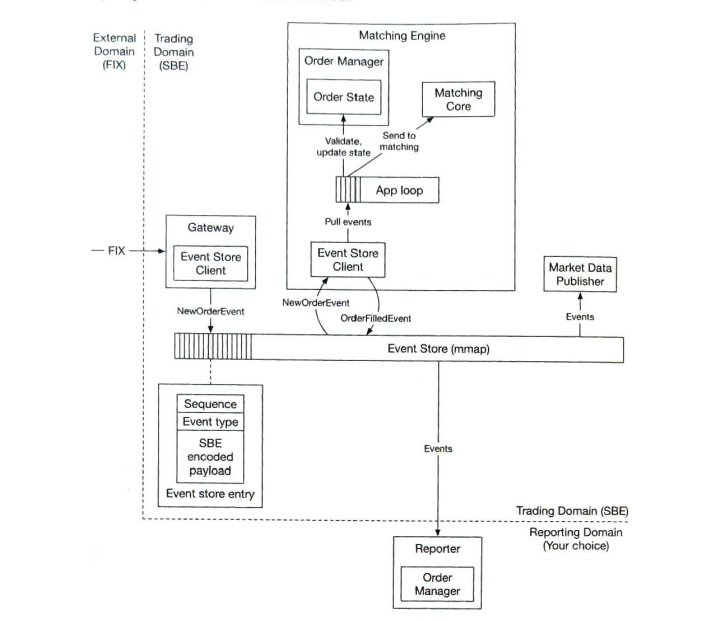 External
Domain
(FIX)
Trading
Domain
(SBE)
Matching Engine
Order Manager
Order State
Matching
Core
Validate,
update state
Send to
matching
App loop
Pull events
Gateway
Event Store
Client
FIX
Event Store
Client
Market Data
Publisher
NewOrderEvent
NewOrderEvent
OrderFilledEvent
Events
Event Store (mmap)
Sequence
Event type
SBE
encoded
payload
Event store entry
Events
Trading Domain (SBE)
Reporting Domain
(Your choice)
Reporter
Order
Manager